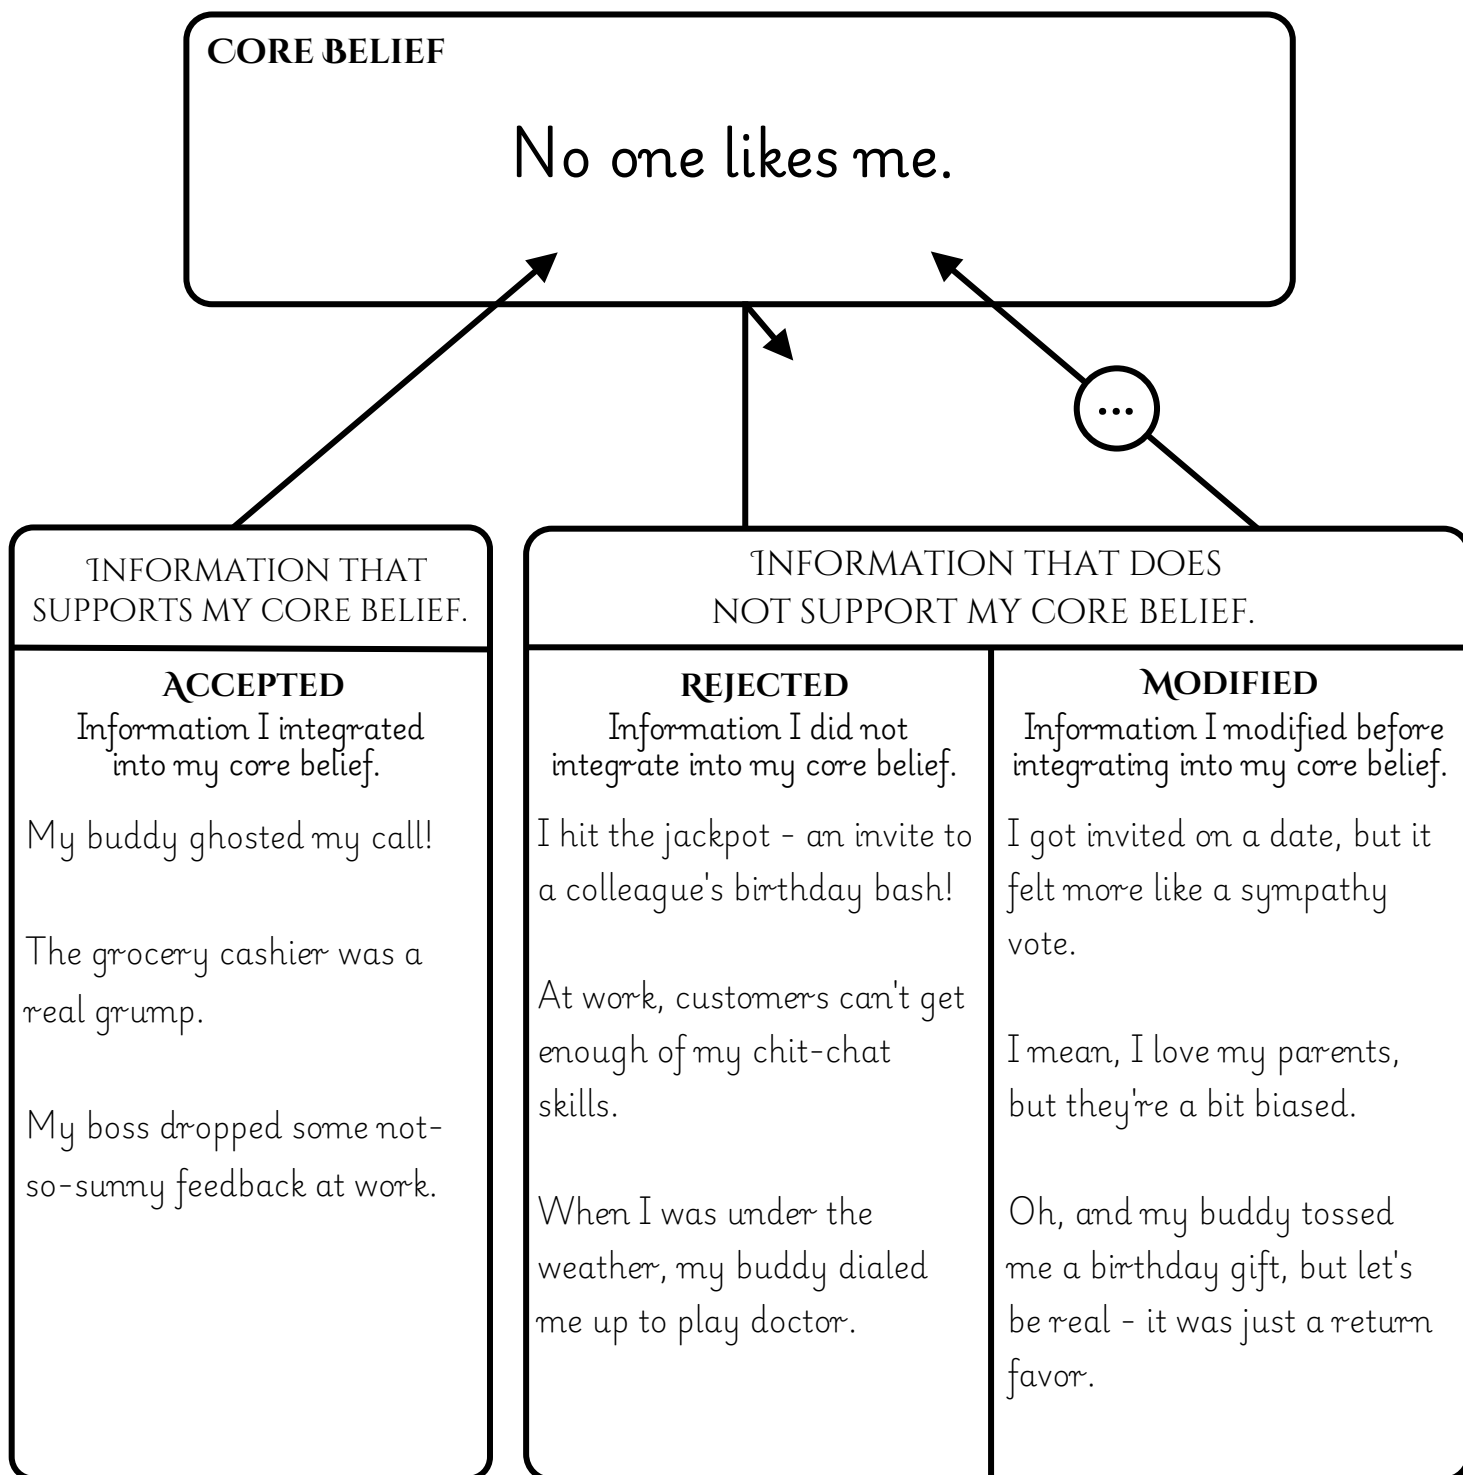 CORE BELIEF
No one likes me.
...
INFORMATION THAT
SUPPORTS MY CORE BELIEF.
ACCEPTED
Information I integrated
into my core belief.
My buddy ghosted my call!
The grocery cashier was a
real grump.
My boss dropped some not-
so-sunny feedback at work.
INFORMATION THAT DOES
NOT SUPPORT MY CORE BELIEF.
REJECTED
Information I did not
integrate into my core belief.
I hit the jackpot - an invite to
a colleague's birthday bash!
At work, customers can't get
enough of my chit-chat
skills.
When I was under the
weather, my buddy dialed
me up to play doctor.
MODIFIED
Information I modified before
integrating into my core belief.
I got invited on a date, but it
felt more like a sympathy
vote.
I mean, I love my parents,
but they're a bit biased.
Oh, and my buddy tossed
me a birthday gift, but let's
be real - it was just a return
favor.